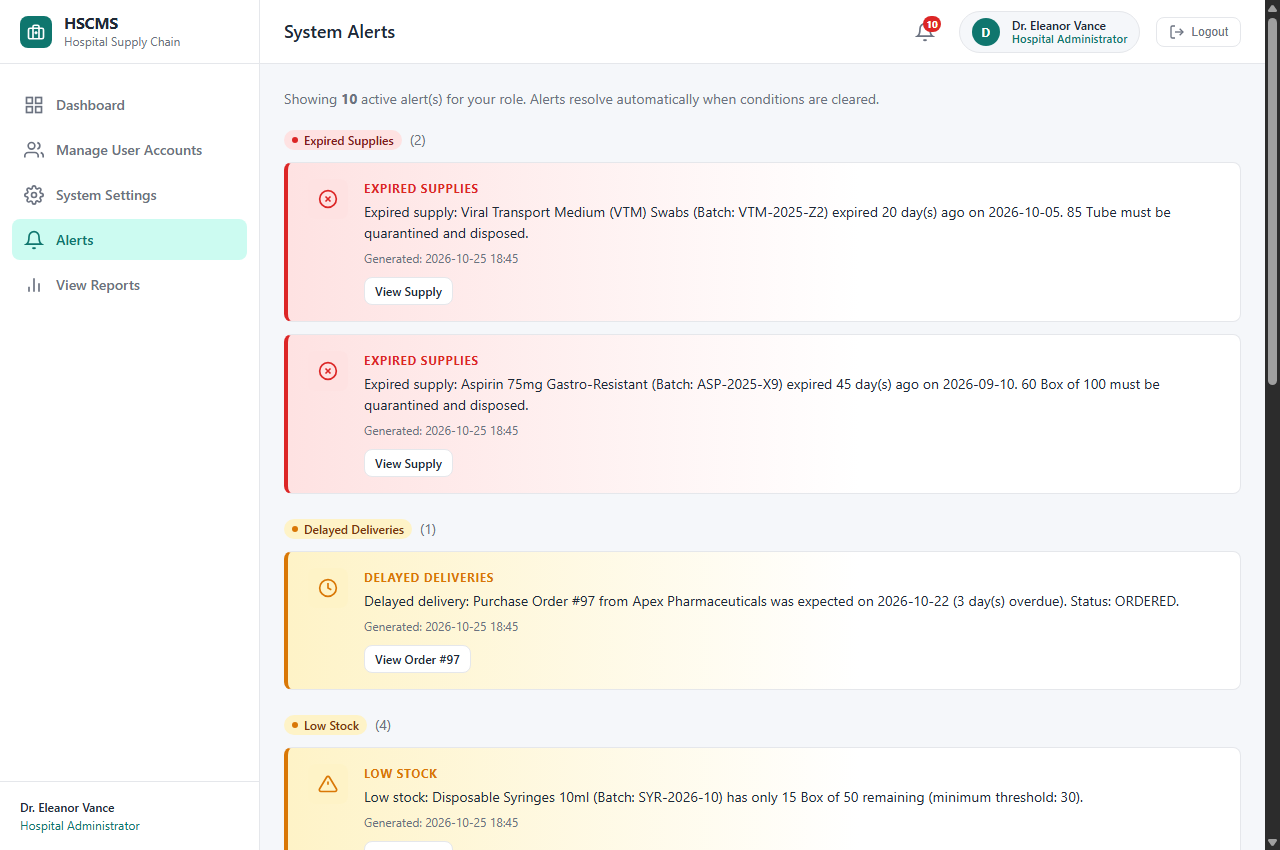 HSCMS
Hospital Supply Chain
Dashboard
Manage User Accounts
System Settings
Alerts
View Reports
Dr. Eleanor Vance
Hospital Administrator
System Alerts
10
D
Dr. Eleanor Vance
Hospital Administrator
Logout
Showing 10 active alert(s) for your role. Alerts resolve automatically when conditions are cleared.
Expired Supplies (2)
EXPIRED SUPPLIES
Expired supply: Viral Transport Medium (VTM) Swabs (Batch: VTM-2025-Z2) expired 20 day(s) ago on 2026-10-05. 85 Tube must be
quarantined and disposed.
Generated: 2026-10-25 18:45
View Supply
EXPIRED SUPPLIES
Expired supply: Aspirin 75mg Gastro-Resistant (Batch: ASP-2025-X9) expired 45 day(s) ago on 2026-09-10. 60 Box of 100 must be
quarantined and disposed.
Generated: 2026-10-25 18:45
View Supply
Delayed Deliveries (1)
DELAYED DELIVERIES
Delayed delivery: Purchase Order #97 from Apex Pharmaceuticals was expected on 2026-10-22 (3 day(s) overdue). Status: ORDERED.
Generated: 2026-10-25 18:45
View Order #97
Low Stock (4)
LOW STOCK
Low stock: Disposable Syringes 10ml (Batch: SYR-2026-10) has only 15 Box of 50 remaining (minimum threshold: 30).
Generated: 2026-10-25 18:45